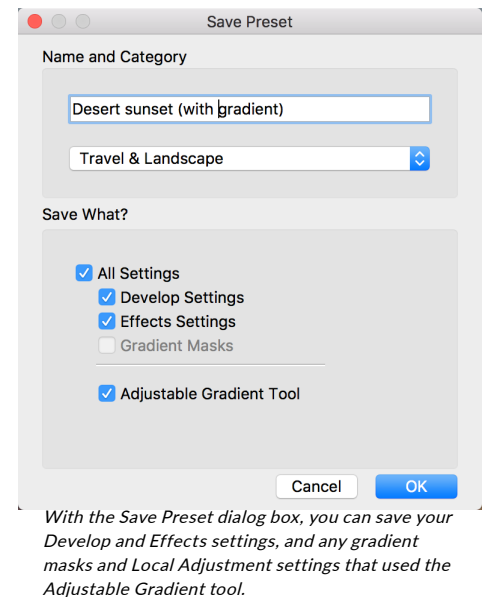 Save Preset
Name and Category
Desert sunset (with gradient)
Travel & Landscape
Save What?
All Settings
Develop Settings
Effects Settings
Gradient Masks
Adjustable Gradient Tool
Cancel OK
With the Save Preset dialog box, you can save your
Develop and Effects settings, and any gradient
masks and Local Adjustment settings that used the
Adjustable Gradient tool.